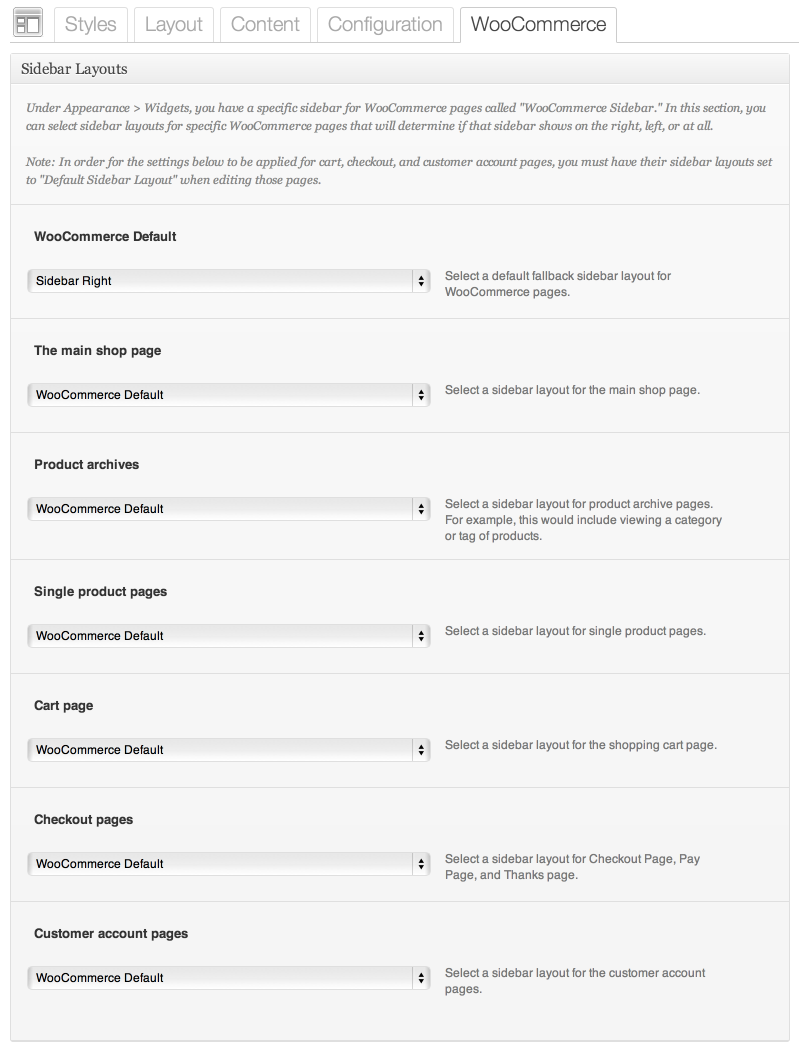 Styles
Layout
Content
Configuration
WooCommerce
Sidebar Layouts
Under Appearance > Widgets, you have a specific sidebar for WooCommerce pages called "WooCommerce Sidebar." In this section, you
can select sidebar layouts for specific WooCommerce pages that will determine if that sidebar shows on the right, left, or at all.
Note: In order for the settings below to be applied for cart, checkout, and customer account pages, you must have their sidebar layouts set
to "Default Sidebar Layout" when editing those pages.
WooCommerce Default
Sidebar Right
Select a default fallback sidebar layout for
WooCommerce pages.
The main shop page
WooCommerce Default
Select a sidebar layout for the main shop page.
Product archives
WooCommerce Default
Select a sidebar layout for product archive pages.
For example, this would include viewing a category
or tag of products.
Single product pages
WooCommerce Default
Select a sidebar layout for single product pages.
Cart page
WooCommerce Default
Select a sidebar layout for the shopping cart page.
Checkout pages
WooCommerce Default
Select a sidebar layout for Checkout Page, Pay
Page, and Thanks page.
Customer account pages
WooCommerce Default
Select a sidebar layout for the customer account
pages.